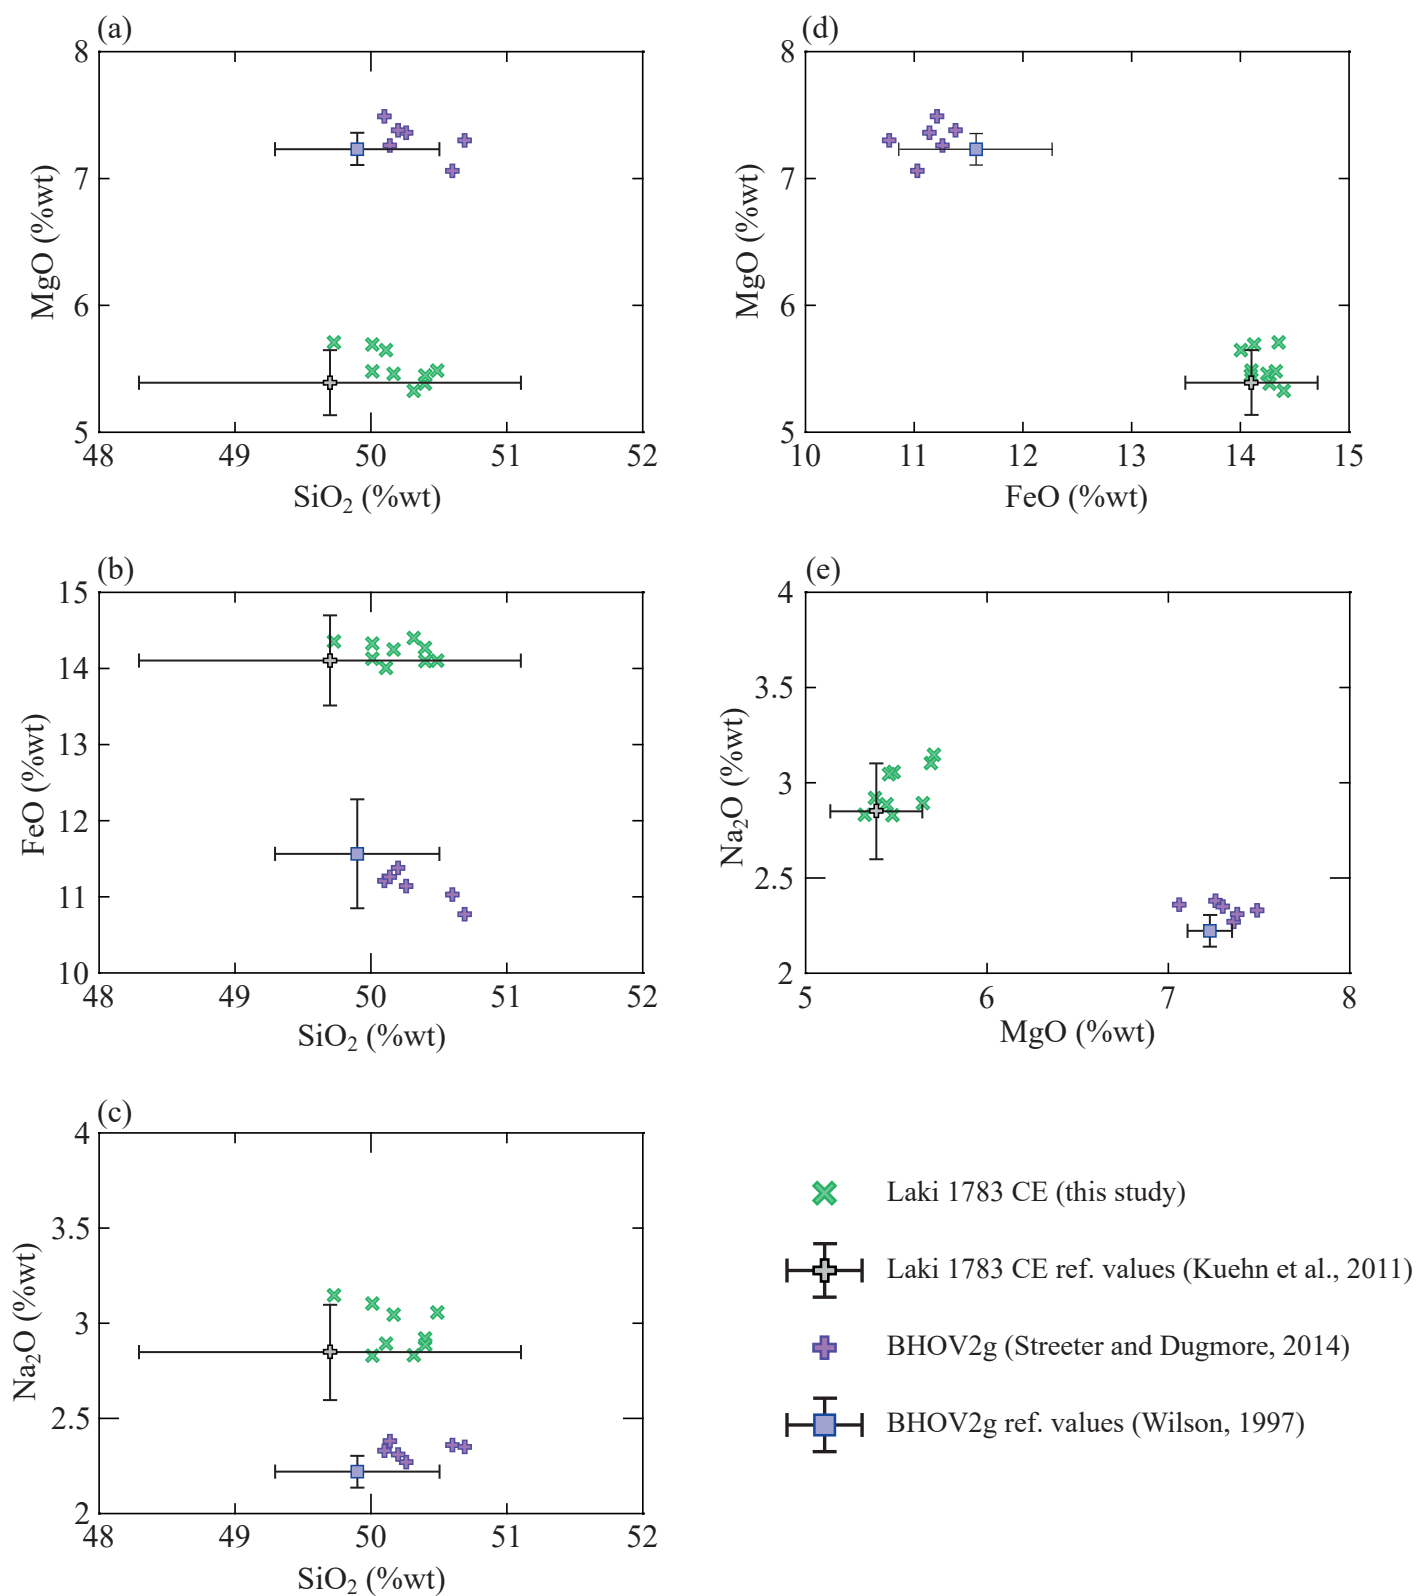 (a)
8
7
6
5
MgO (%wt)
48 49 50 51 52
SiO₂ (%wt)
(d)
8
7
6
5
MgO (%wt)
10 11 12 13 14 15
FeO (%wt)
(b)
15
14
13
12
11
10
FeO (%wt)
48 49 50 51 52
SiO₂ (%wt)
(e)
4
3.5
3
2.5
2
Na₂O (%wt)
5 6 7 8
MgO (%wt)
(c)
4
3.5
3
2.5
2
Na₂O (%wt)
48 49 50 51 52
SiO₂ (%wt)
Laki 1783 CE (this study)
Laki 1783 CE ref. values (Kuehn et al., 2011)
BHOV2g (Streeter and Dugmore, 2014)
BHOV2g ref. values (Wilson, 1997)